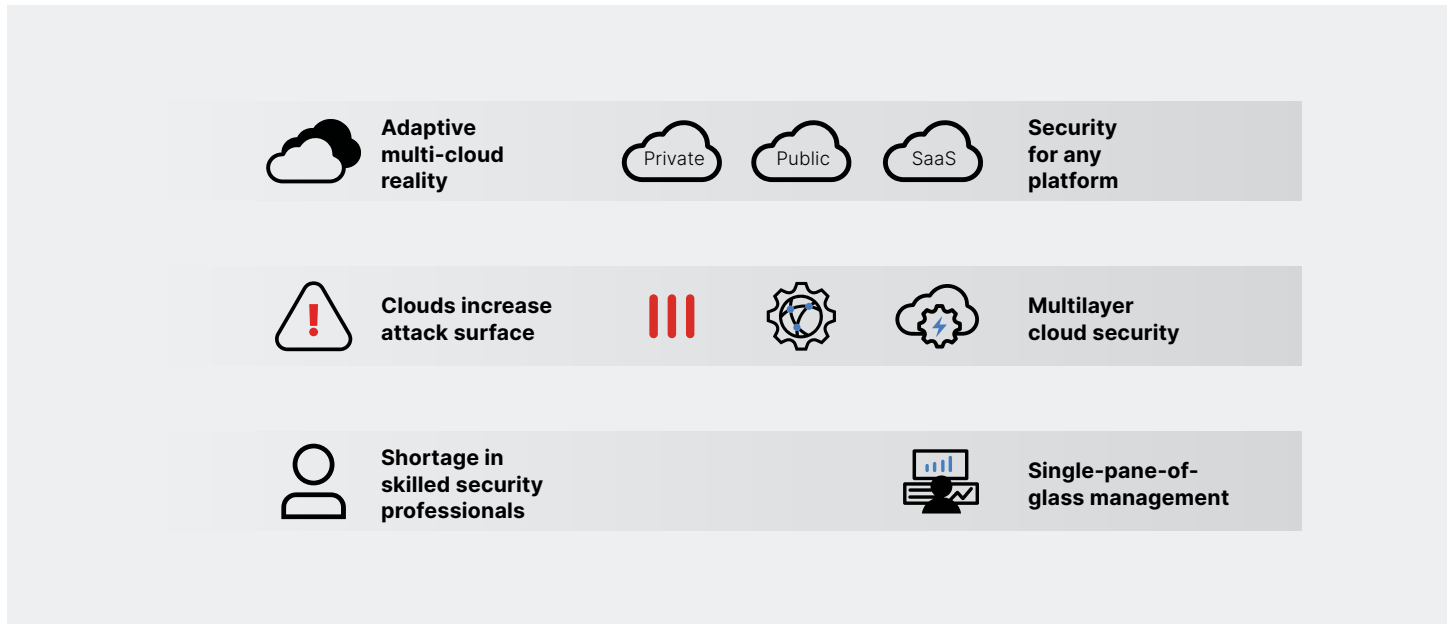 Adaptive
multi-cloud
reality
Private
Public
SaaS
Security
for any
platform
Clouds increase
attack surface
Multilayer
cloud security
Shortage in
skilled security
professionals
Single-pane-of-
glass management